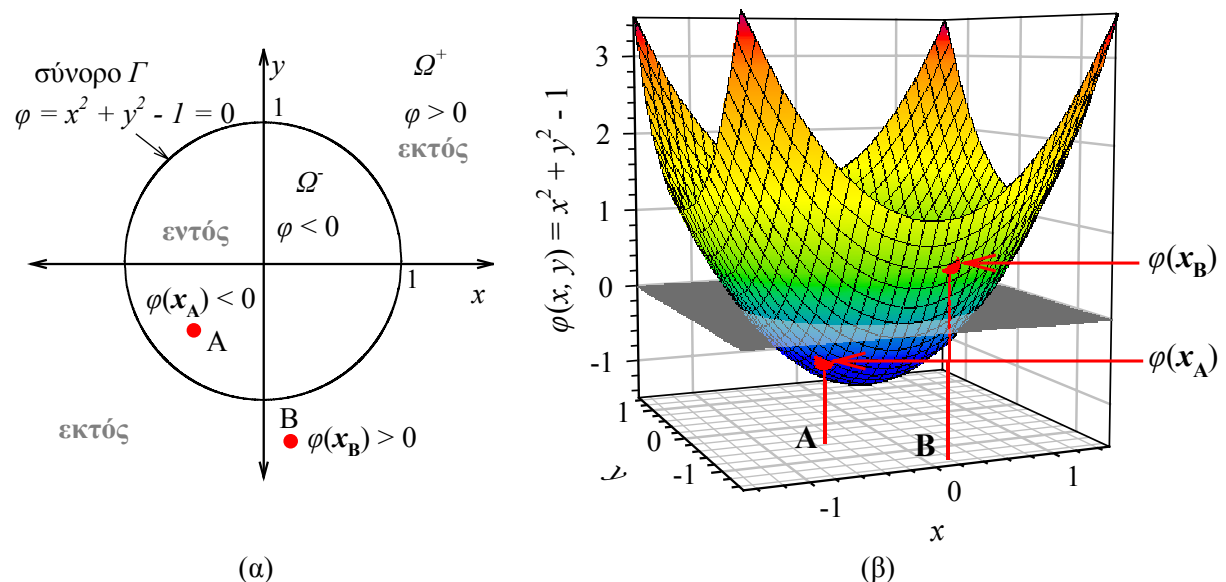 σύνορο Γ
φ = x² + y² - 1 = 0
y
1
Ω⁺
φ > 0
εκτός
Ω⁻
φ < 0
εντός
1
x
φ(x_A) < 0
A
εκτός
B
φ(x_B) > 0
(α)
φ(x, y) = x² + y² - 1
3
2
1
0
-1
φ(x_B)
φ(x_A)
A
B
1
0
-1
y
-1
0
1
x
(β)